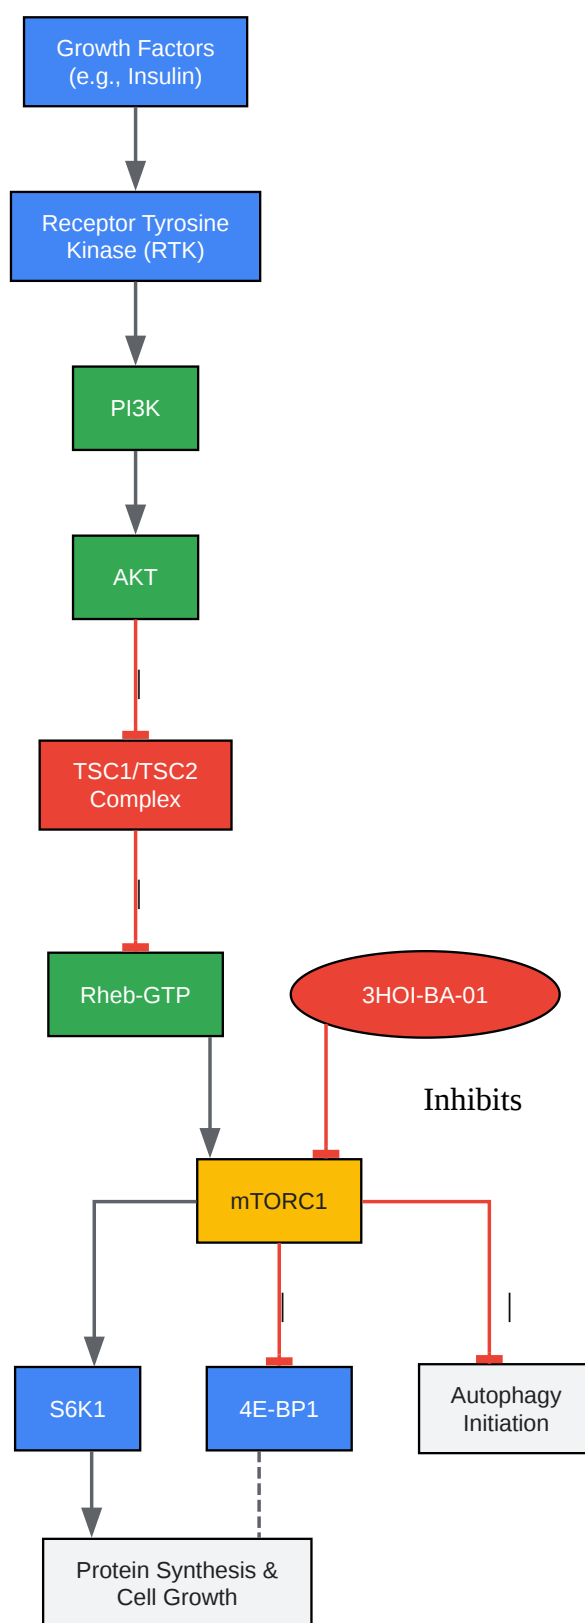 Growth Factors
(e.g., Insulin)
Receptor Tyrosine
Kinase (RTK)
PI3K
AKT
|
TSC1/TSC2
Complex
|
Rheb-GTP
3HOI-BA-01
Inhibits
mTORC1
|
|
S6K1
4E-BP1
Autophagy
Initiation
Protein Synthesis &
Cell Growth